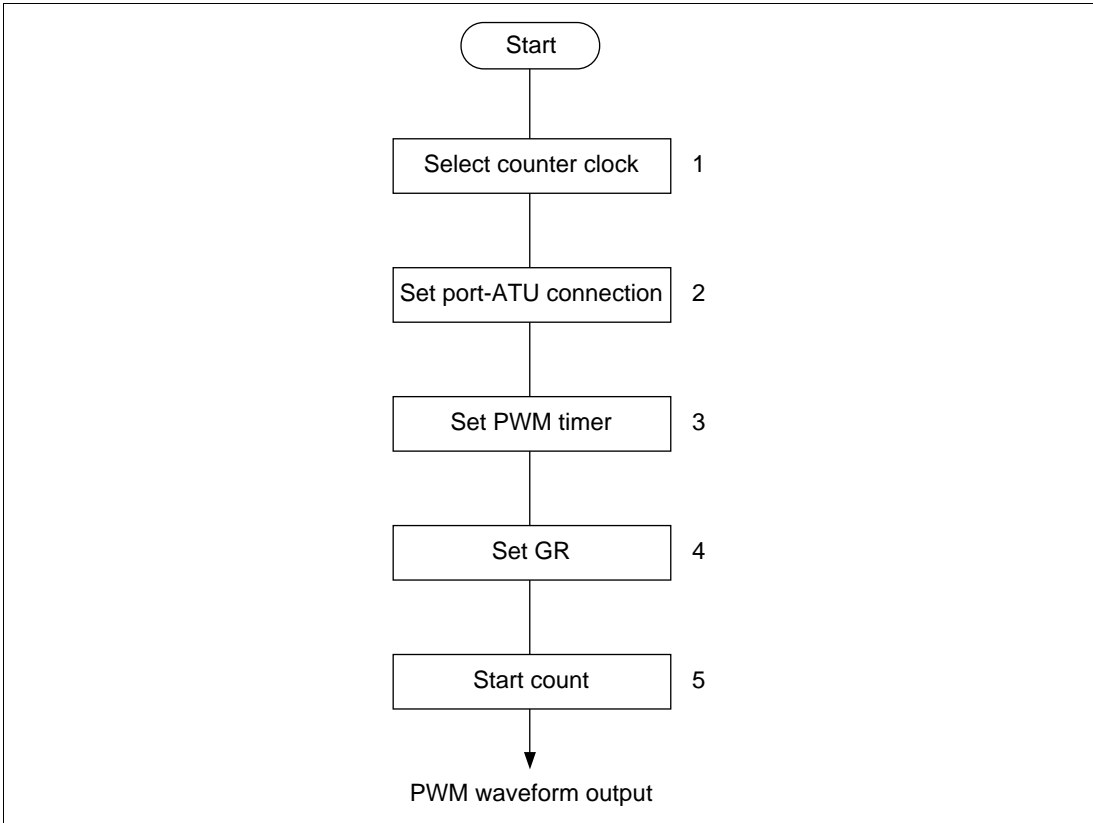 Start
Select counter clock 1
Set port-ATU connection 2
Set PWM timer 3
Set GR 4
Start count 5
PWM waveform output